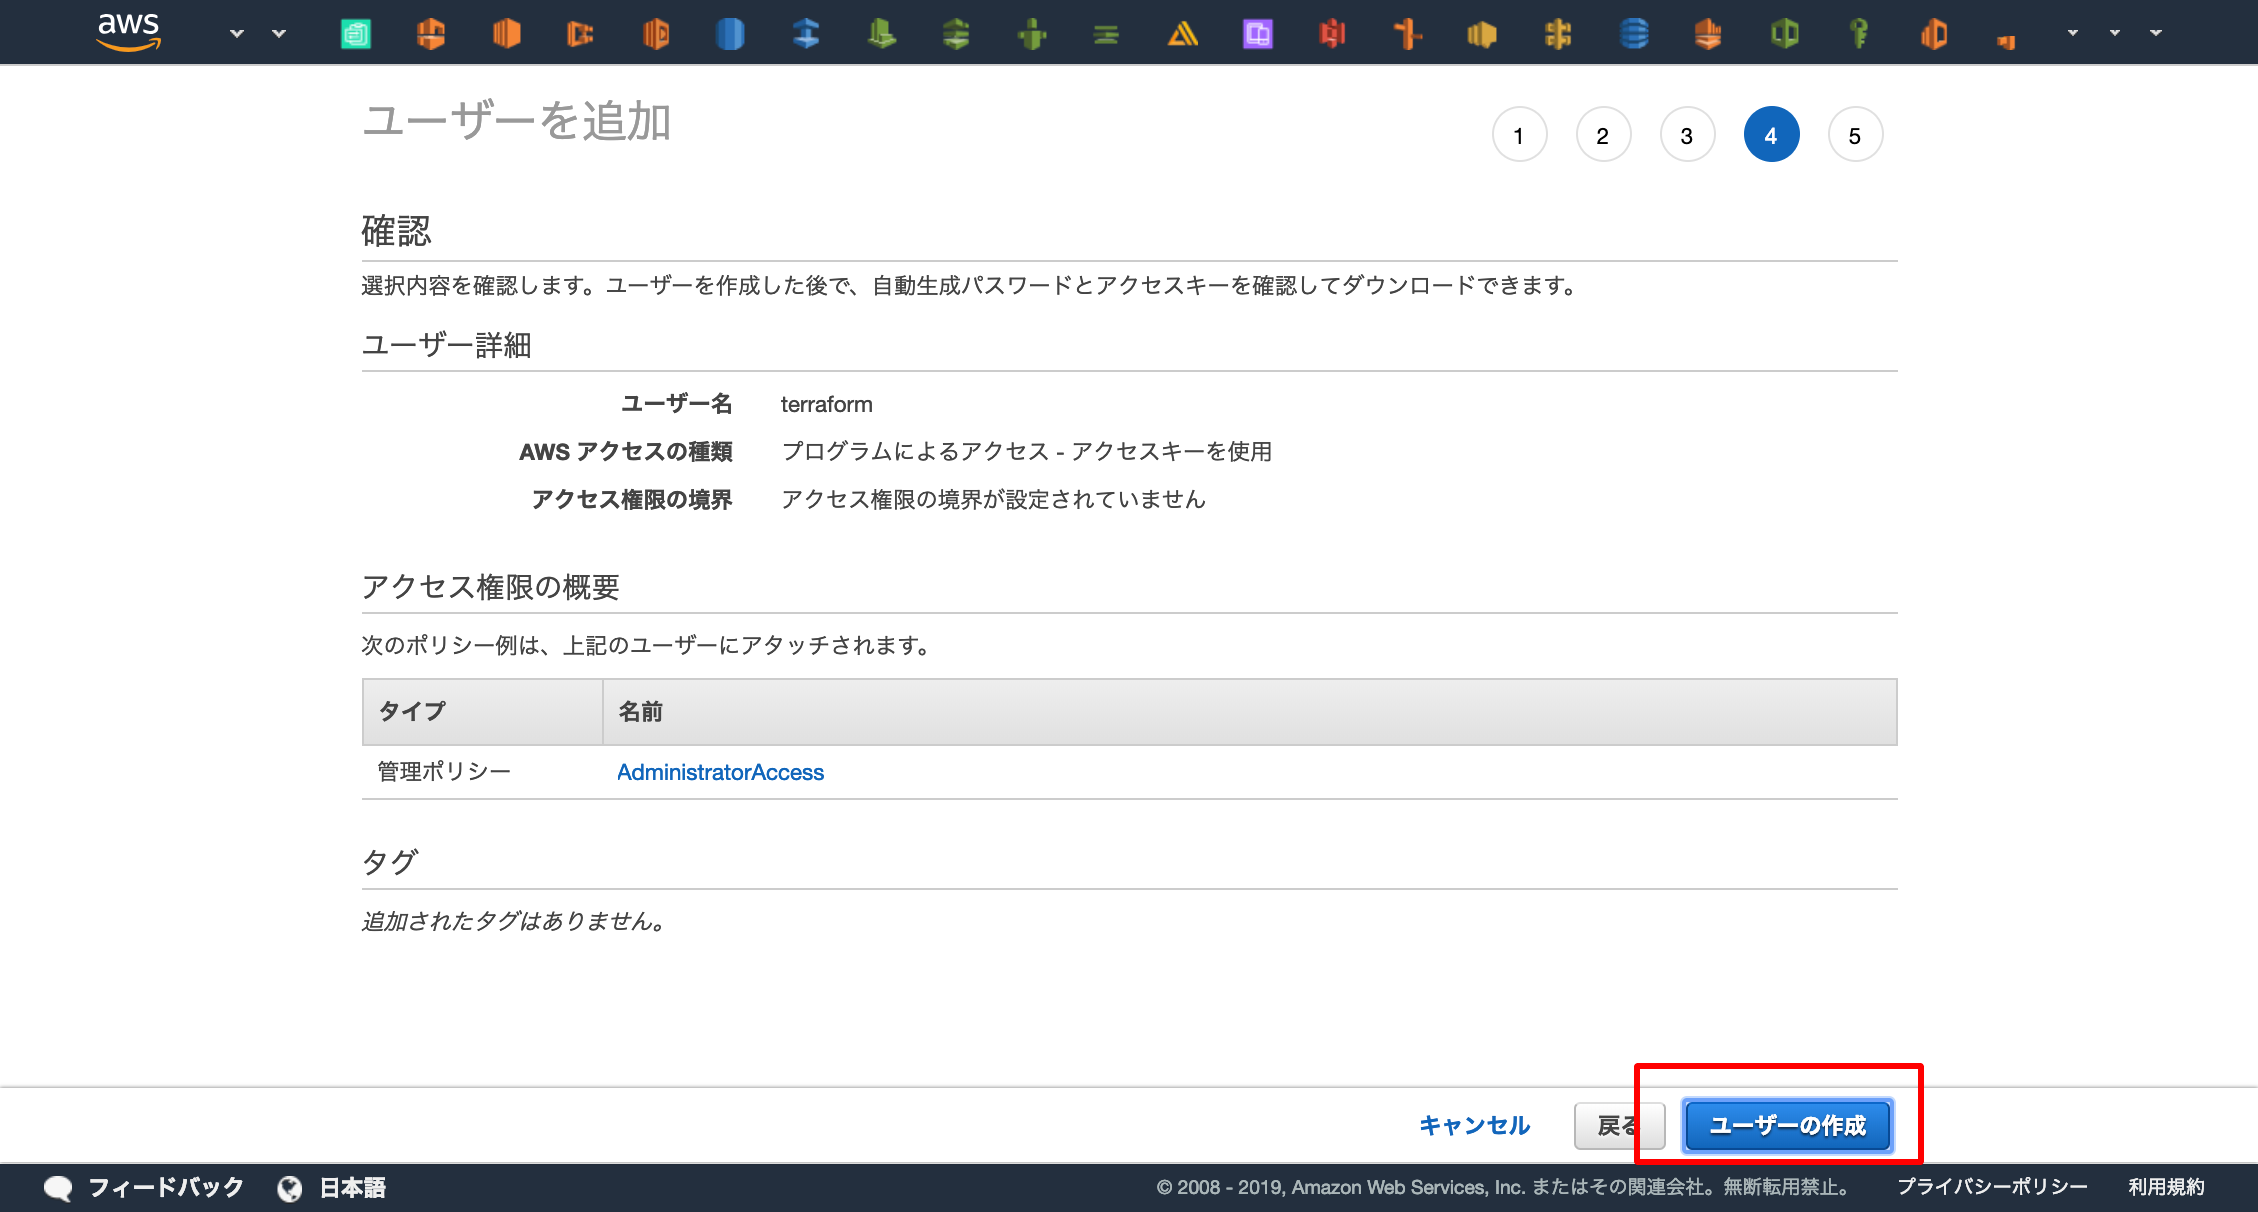 aws
ユーザーを追加
1 2 3 4 5
確認
選択内容を確認します。ユーザーを作成した後で、自動生成パスワードとアクセスキーを確認してダウンロードできます。
ユーザー詳細
ユーザー名 terraform
AWS アクセスの種類 プログラムによるアクセス - アクセスキーを使用
アクセス権限の境界 アクセス権限の境界が設定されていません
アクセス権限の概要
次のポリシー例は、上記のユーザーにアタッチされます。
タイプ 名前
管理ポリシー AdministratorAccess
タグ
追加されたタグはありません。
キャンセル 戻る ユーザーの作成
フィードバック 日本語 © 2008 - 2019, Amazon Web Services, Inc. またはその関連会社。無断転用禁止。 プライバシーポリシー 利用規約